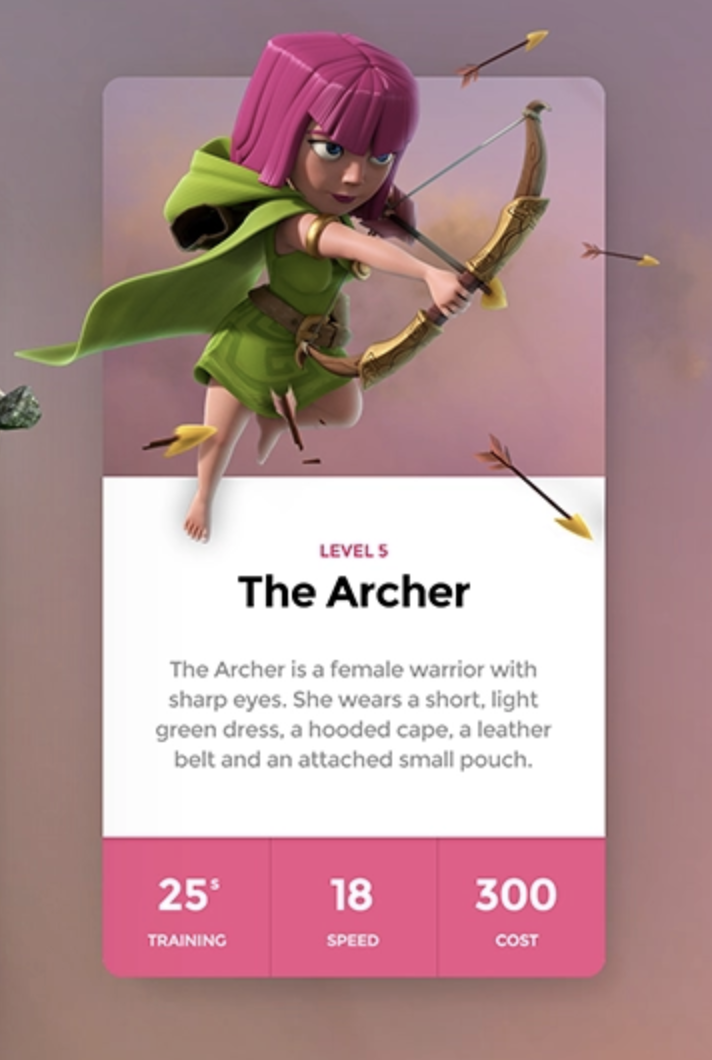 LEVEL 5
The Archer
The Archer is a female warrior with
sharp eyes. She wears a short, light
green dress, a hooded cape, a leather
belt and an attached small pouch.
25s
TRAINING
18
SPEED
300
COST